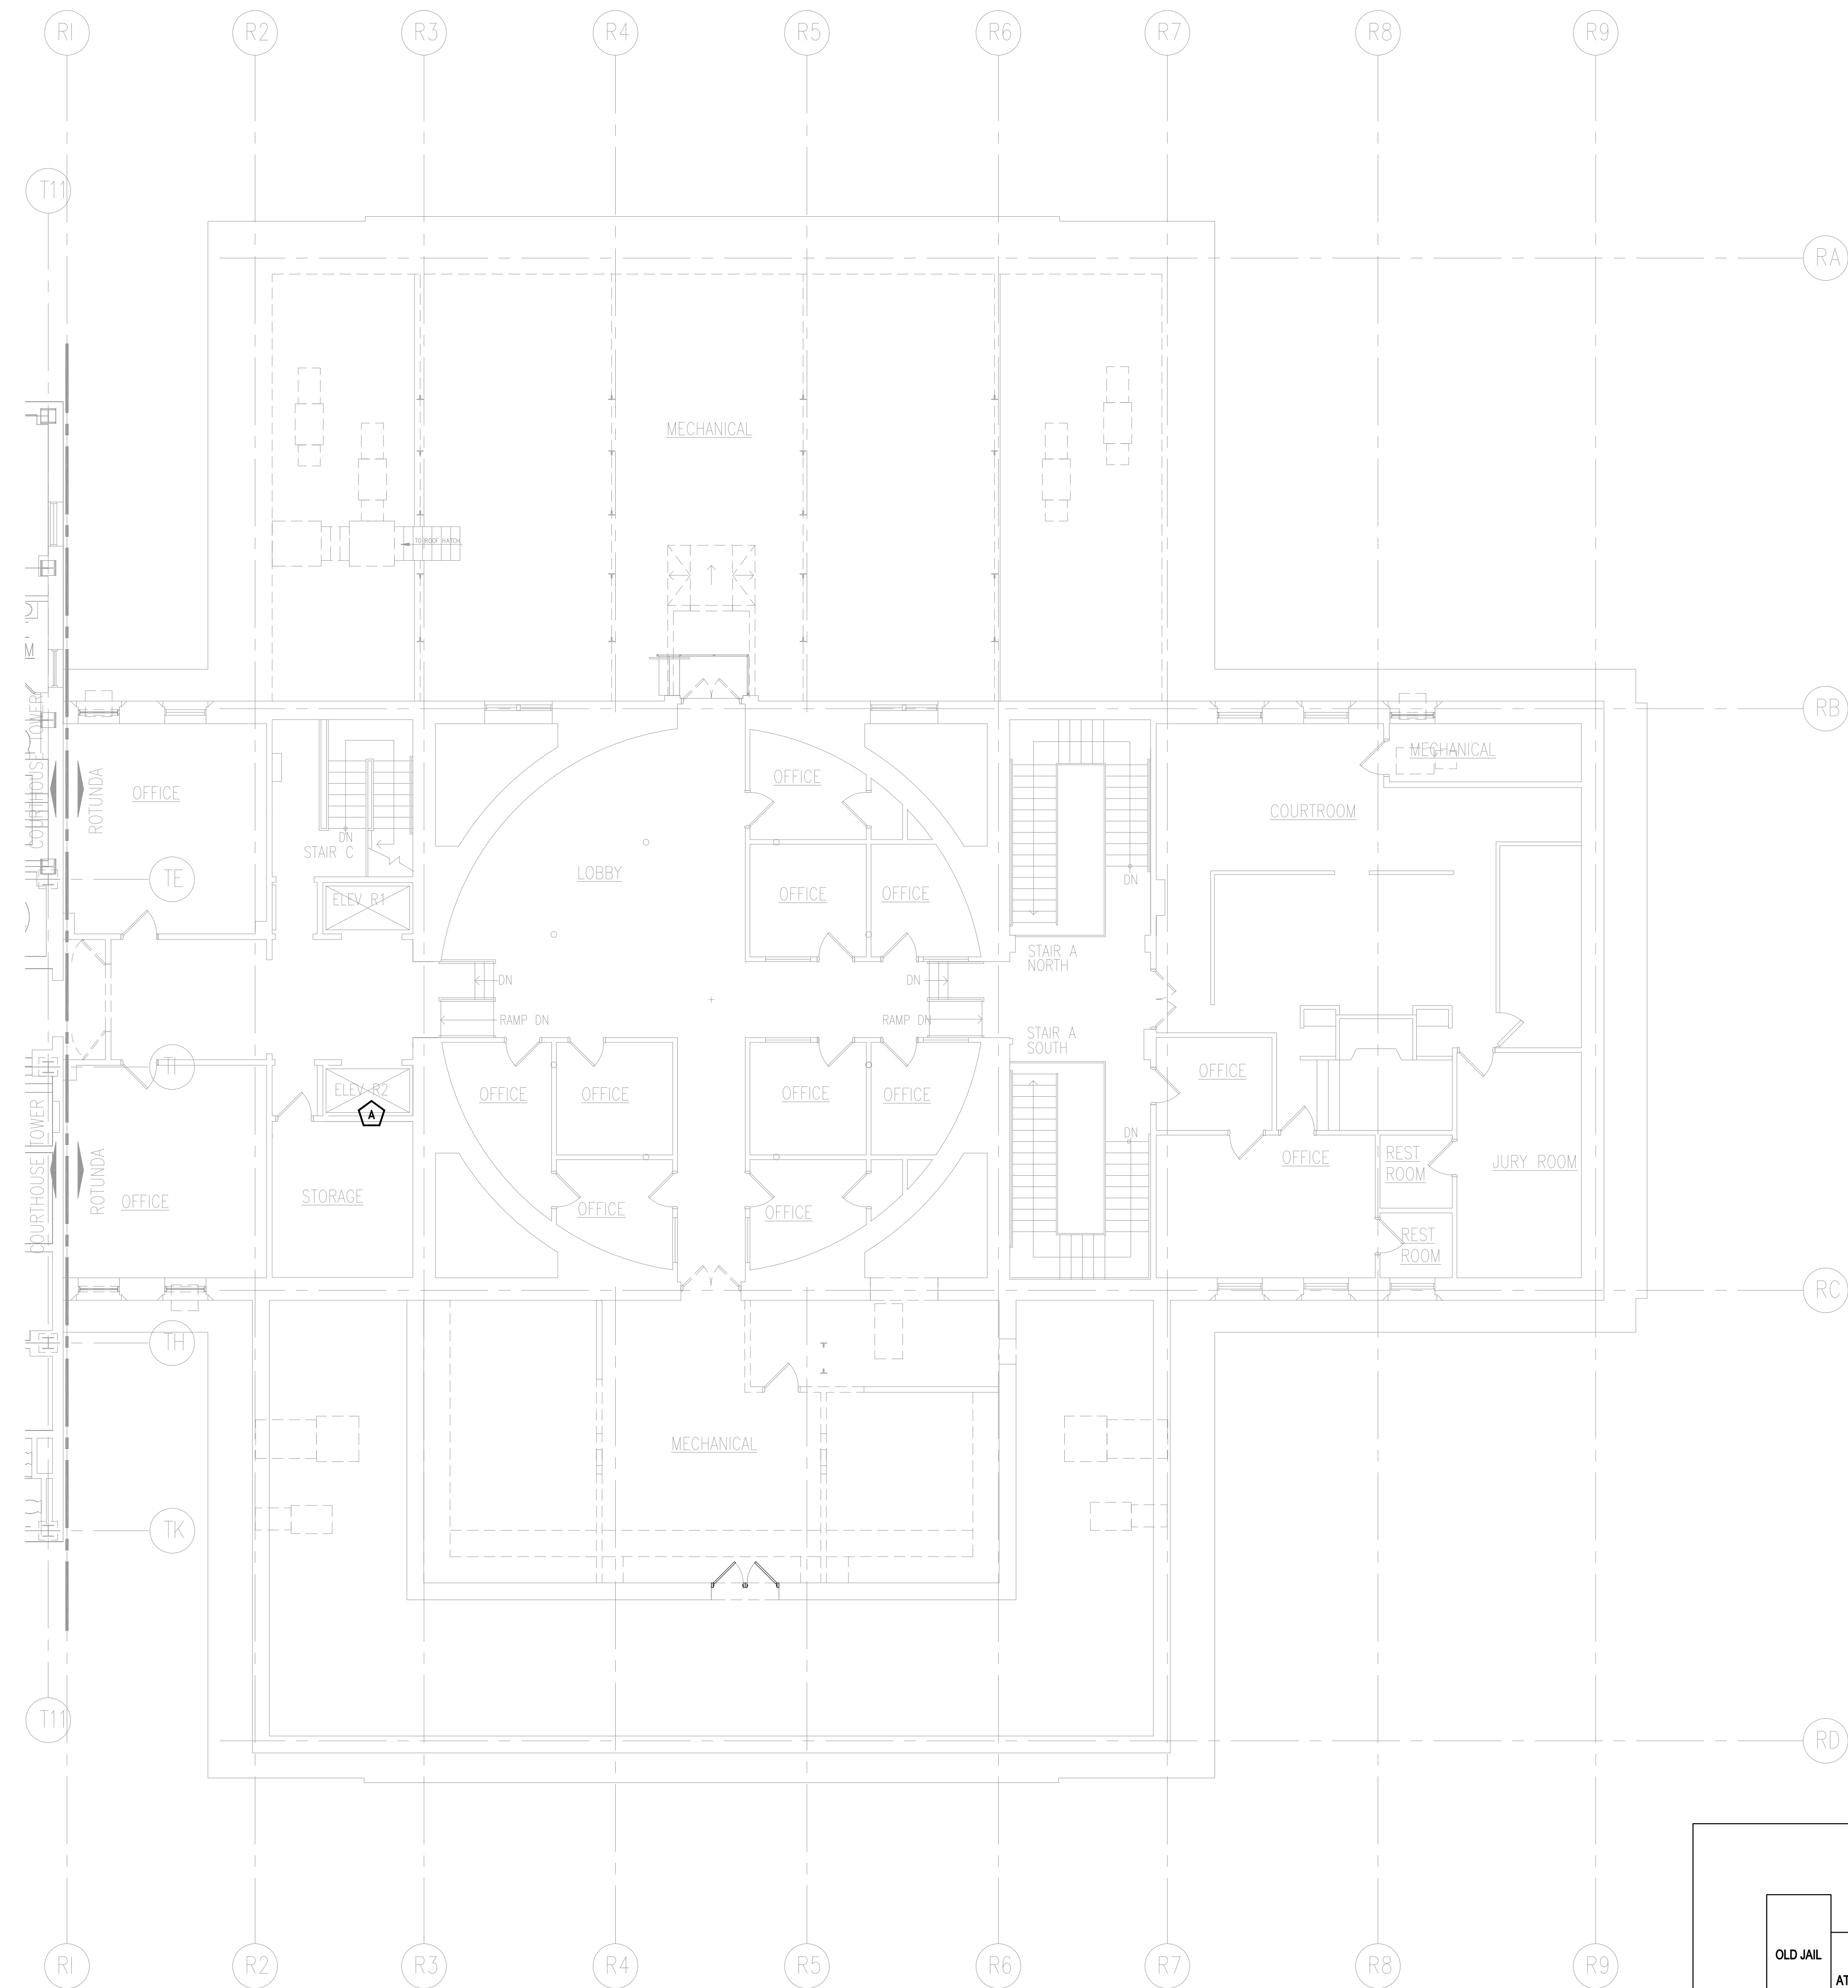 R1
R2
R3
R4
R5
R6
R7
R8
R9
T11
RA
MECHANICAL
TO ROOF HATCH
M
RB
COURTHOUSE TOWER
ROTUNDA
OFFICE
OFFICE
MECHANICAL
COURTROOM
DN
STAIR C
LOBBY
DN
TE
ELEV R1
OFFICE
OFFICE
STAIR A
NORTH
DN
DN
RAMP DN
RAMP DN
STAIR A
SOUTH
OFFICE
ELEV R2
OFFICE
OFFICE
OFFICE
OFFICE
A
COURTHOUSE TOWER
ROTUNDA
DN
OFFICE
REST
ROOM
JURY ROOM
OFFICE
STORAGE
OFFICE
OFFICE
REST
ROOM
RC
TH
MECHANICAL
TK
T11
RD
OLD JAIL
R1
R2
R3
R4
R5
R6
R7
R8
R9